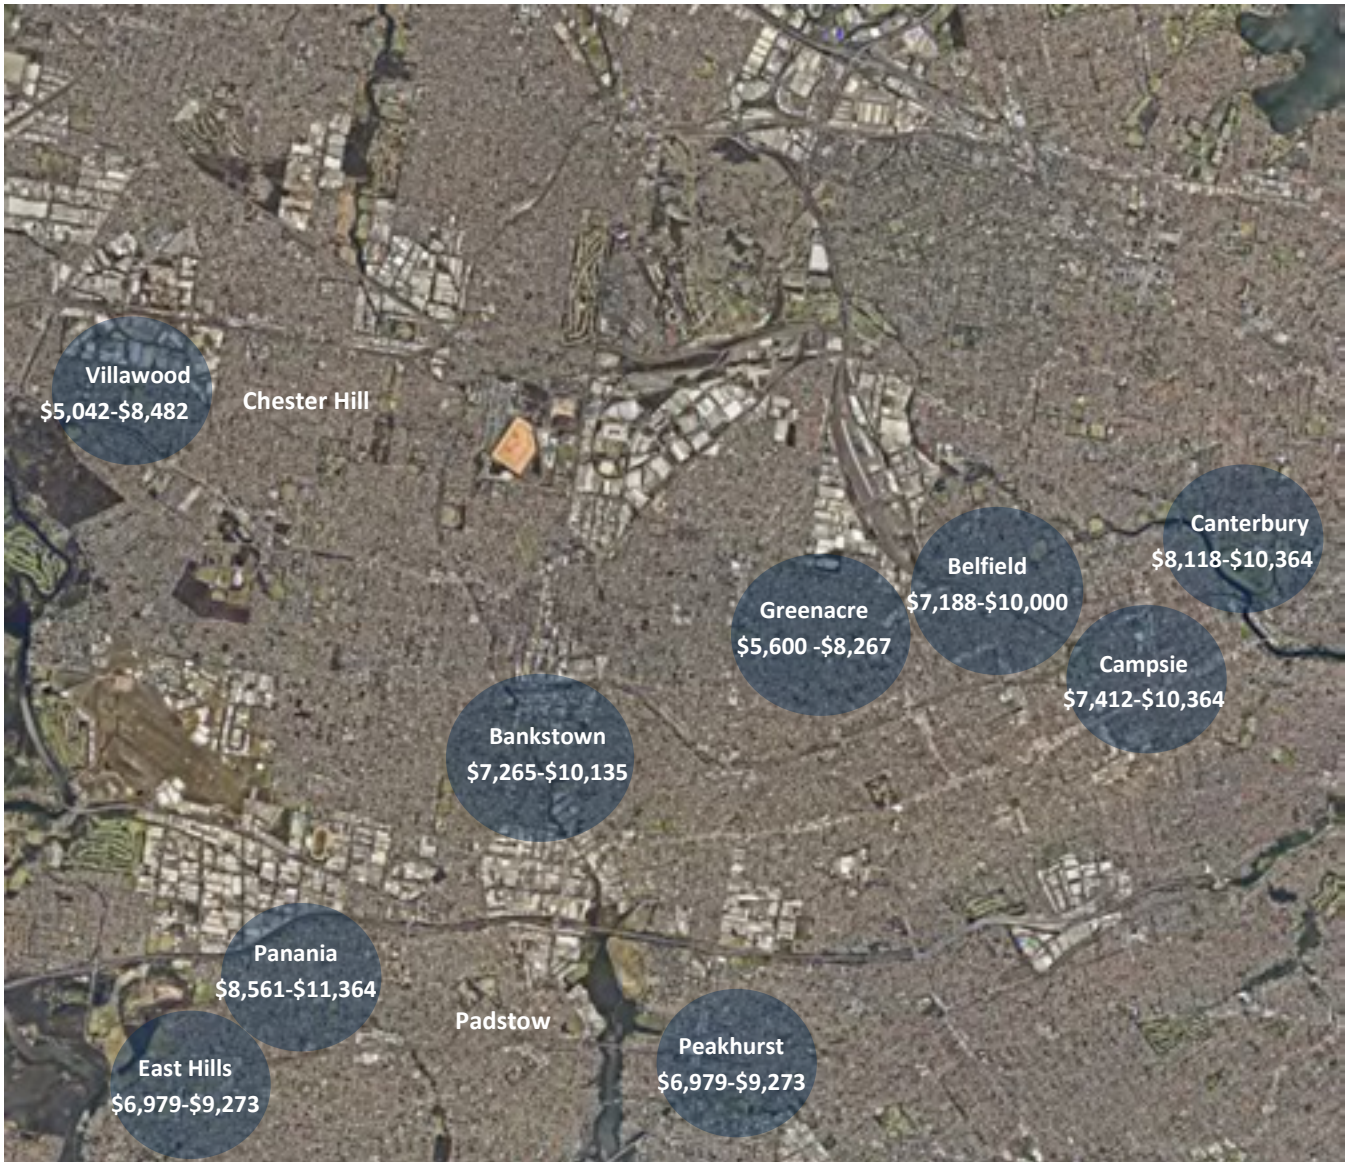 Villawood
$5,042-$8,482
Chester Hill
Canterbury
$8,118-$10,364
Belfield
$7,188-$10,000
Greenacre
$5,600 -$8,267
Campsie
$7,412-$10,364
Bankstown
$7,265-$10,135
Panania
$8,561-$11,364
Padstow
Peakhurst
$6,979-$9,273
East Hills
$6,979-$9,273